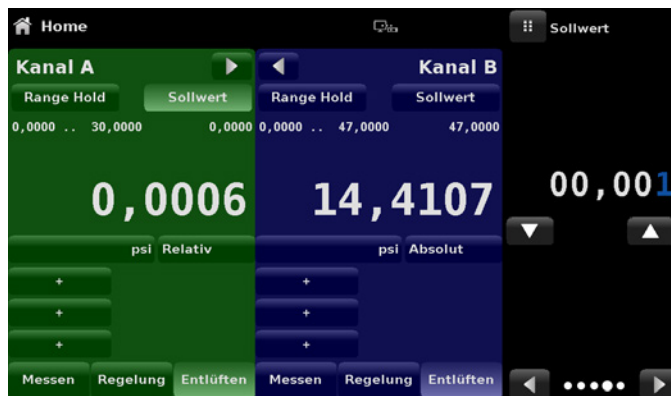 Home
Sollwert
Kanal A
Kanal B
Range Hold Sollwert
Range Hold Sollwert
0,0000 .. 30,0000 0,0000
0,0000 .. 47,0000 47,0000
0,0006
14,4107
00,001
psi Relativ
psi Absolut
+
+
+
+
+
+
Messen Regelung Entlüften
Messen Regelung Entlüften